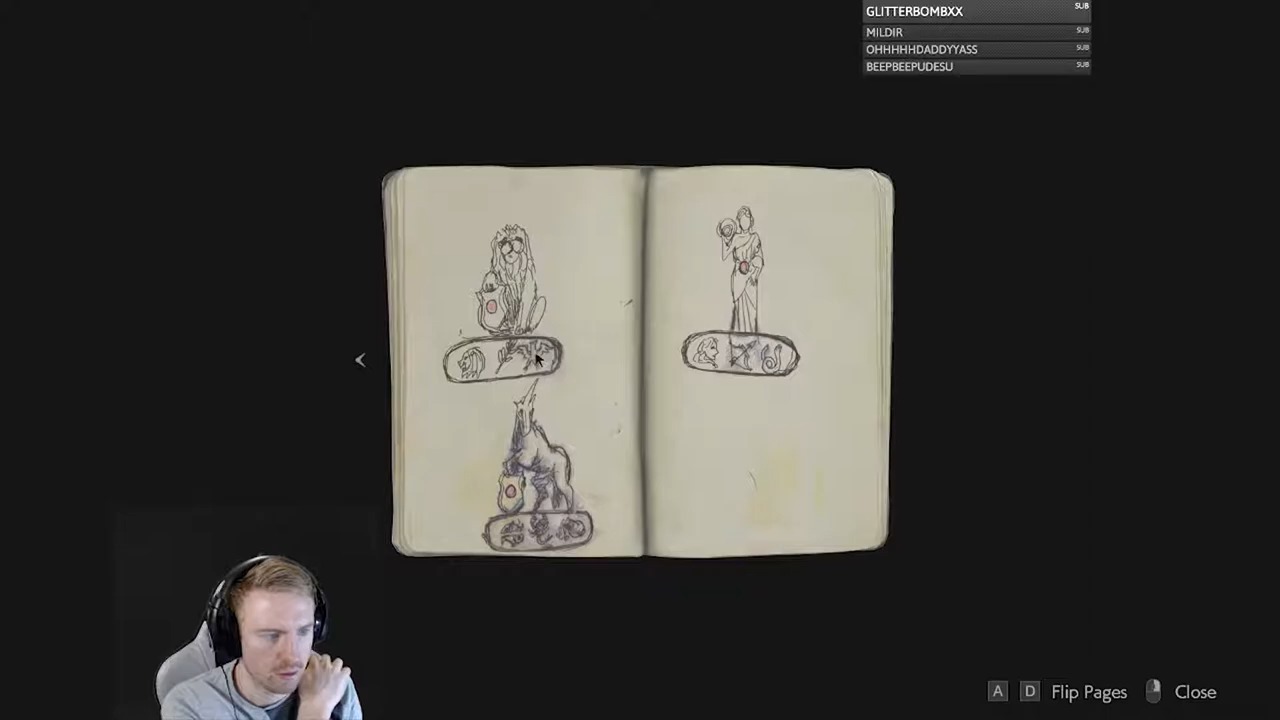 GLITTERBOMBXX SUB
MILDIR SUB
OHHHHHDADDYYASS SUB
BEEPBEEPUDESU SUB
A D Flip Pages Close